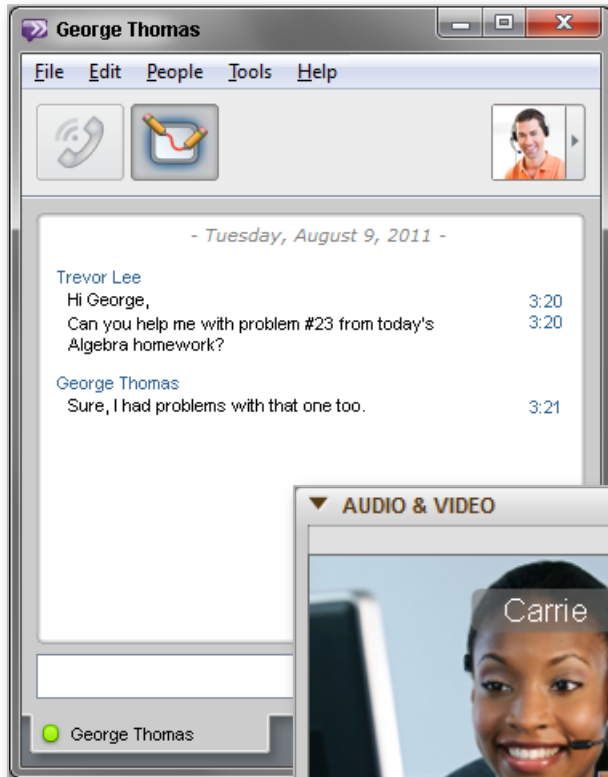 George Thomas
File Edit People Tools Help
- Tuesday, August 9, 2011 -
Trevor Lee
Hi George, 3:20
Can you help me with problem #23 from today's 3:20
Algebra homework?
George Thomas
Sure, I had problems with that one too. 3:21
AUDIO & VIDEO
Carrie
George Thomas